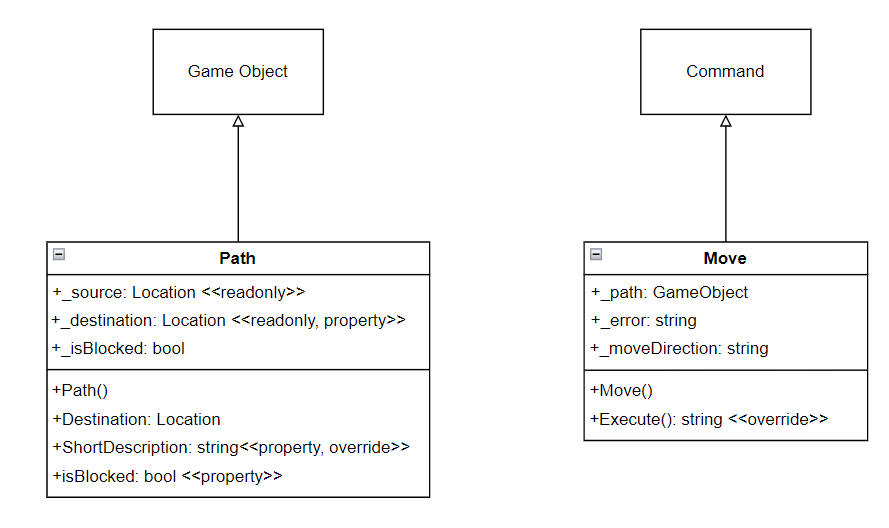 Game Object
Path
+_source: Location <<readonly>>
+_destination: Location <<readonly, property>>
+_isBlocked: bool
+Path()
+Destination: Location
+ShortDescription: string<<property, override>>
+isBlocked: bool <<property>>
Command
Move
+_path: GameObject
+_error: string
+_moveDirection: string
+Move()
+Execute(): string <<override>>